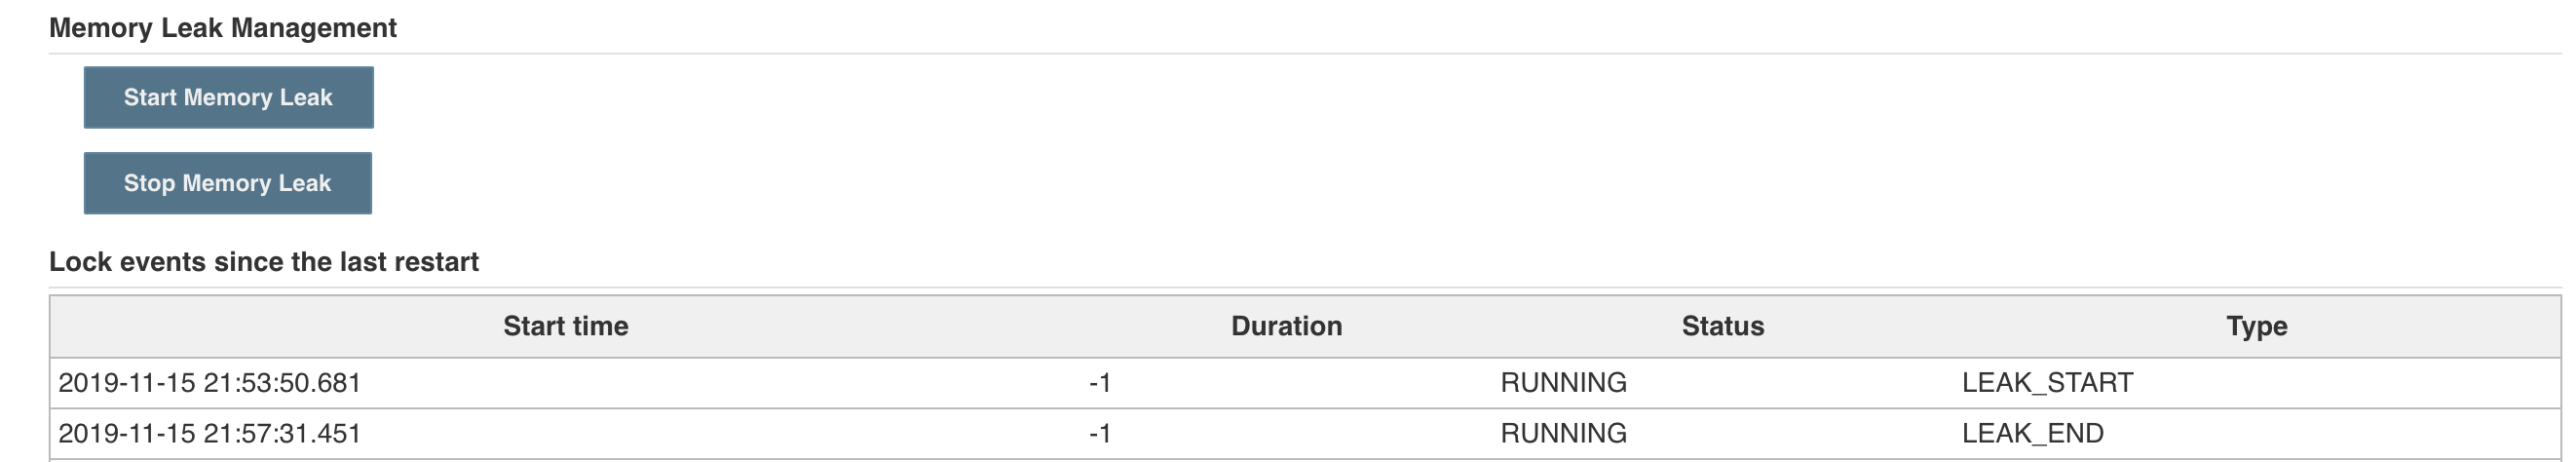 Memory Leak Management
Start Memory Leak
Stop Memory Leak
Lock events since the last restart
Start time Duration Status Type
2019-11-15 21:53:50.681 -1 RUNNING LEAK_START
2019-11-15 21:57:31.451 -1 RUNNING LEAK_END